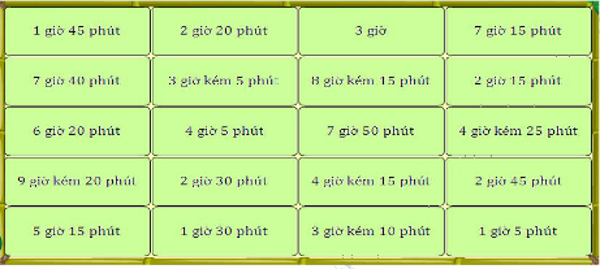 1 giờ 45 phút 2 giờ 20 phút 3 giờ 7 giờ 15 phút
7 giờ 40 phút 3 giờ kém 5 phút 8 giờ kém 15 phút 2 giờ 15 phút
6 giờ 20 phút 4 giờ 5 phút 7 giờ 50 phút 4 giờ kém 25 phút
9 giờ kém 20 phút 2 giờ 30 phút 4 giờ kém 15 phút 2 giờ 45 phút
5 giờ 15 phút 1 giờ 30 phút 3 giờ kém 10 phút 1 giờ 5 phút